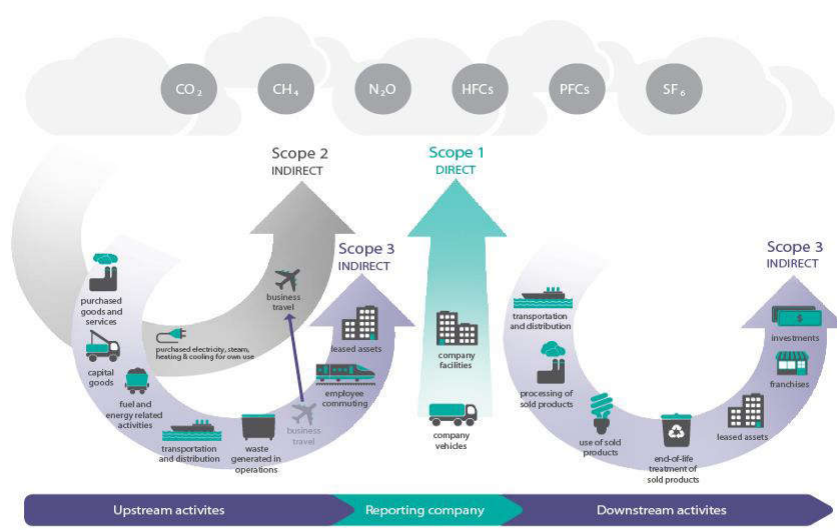 CO2
CH4
N2O
HFCs
PFCs
SF6
Scope 2
INDIRECT
Scope 1
DIRECT
Scope 3
INDIRECT
Scope 3
INDIRECT
purchased
goods and
services
capital
goods
fuel and
energy related
activities
purchased electricity, steam,
heating & cooling for own use
transportation
and distribution
waste
generated in
operations
business
travel
business
travel
employee
commuting
leased assets
company
facilities
company
vehicles
transportation
and distribution
processing of
sold products
use of sold
products
end-of-life
treatment of
sold products
leased assets
franchises
investments
$
Upstream activites
Reporting company
Downstream activites